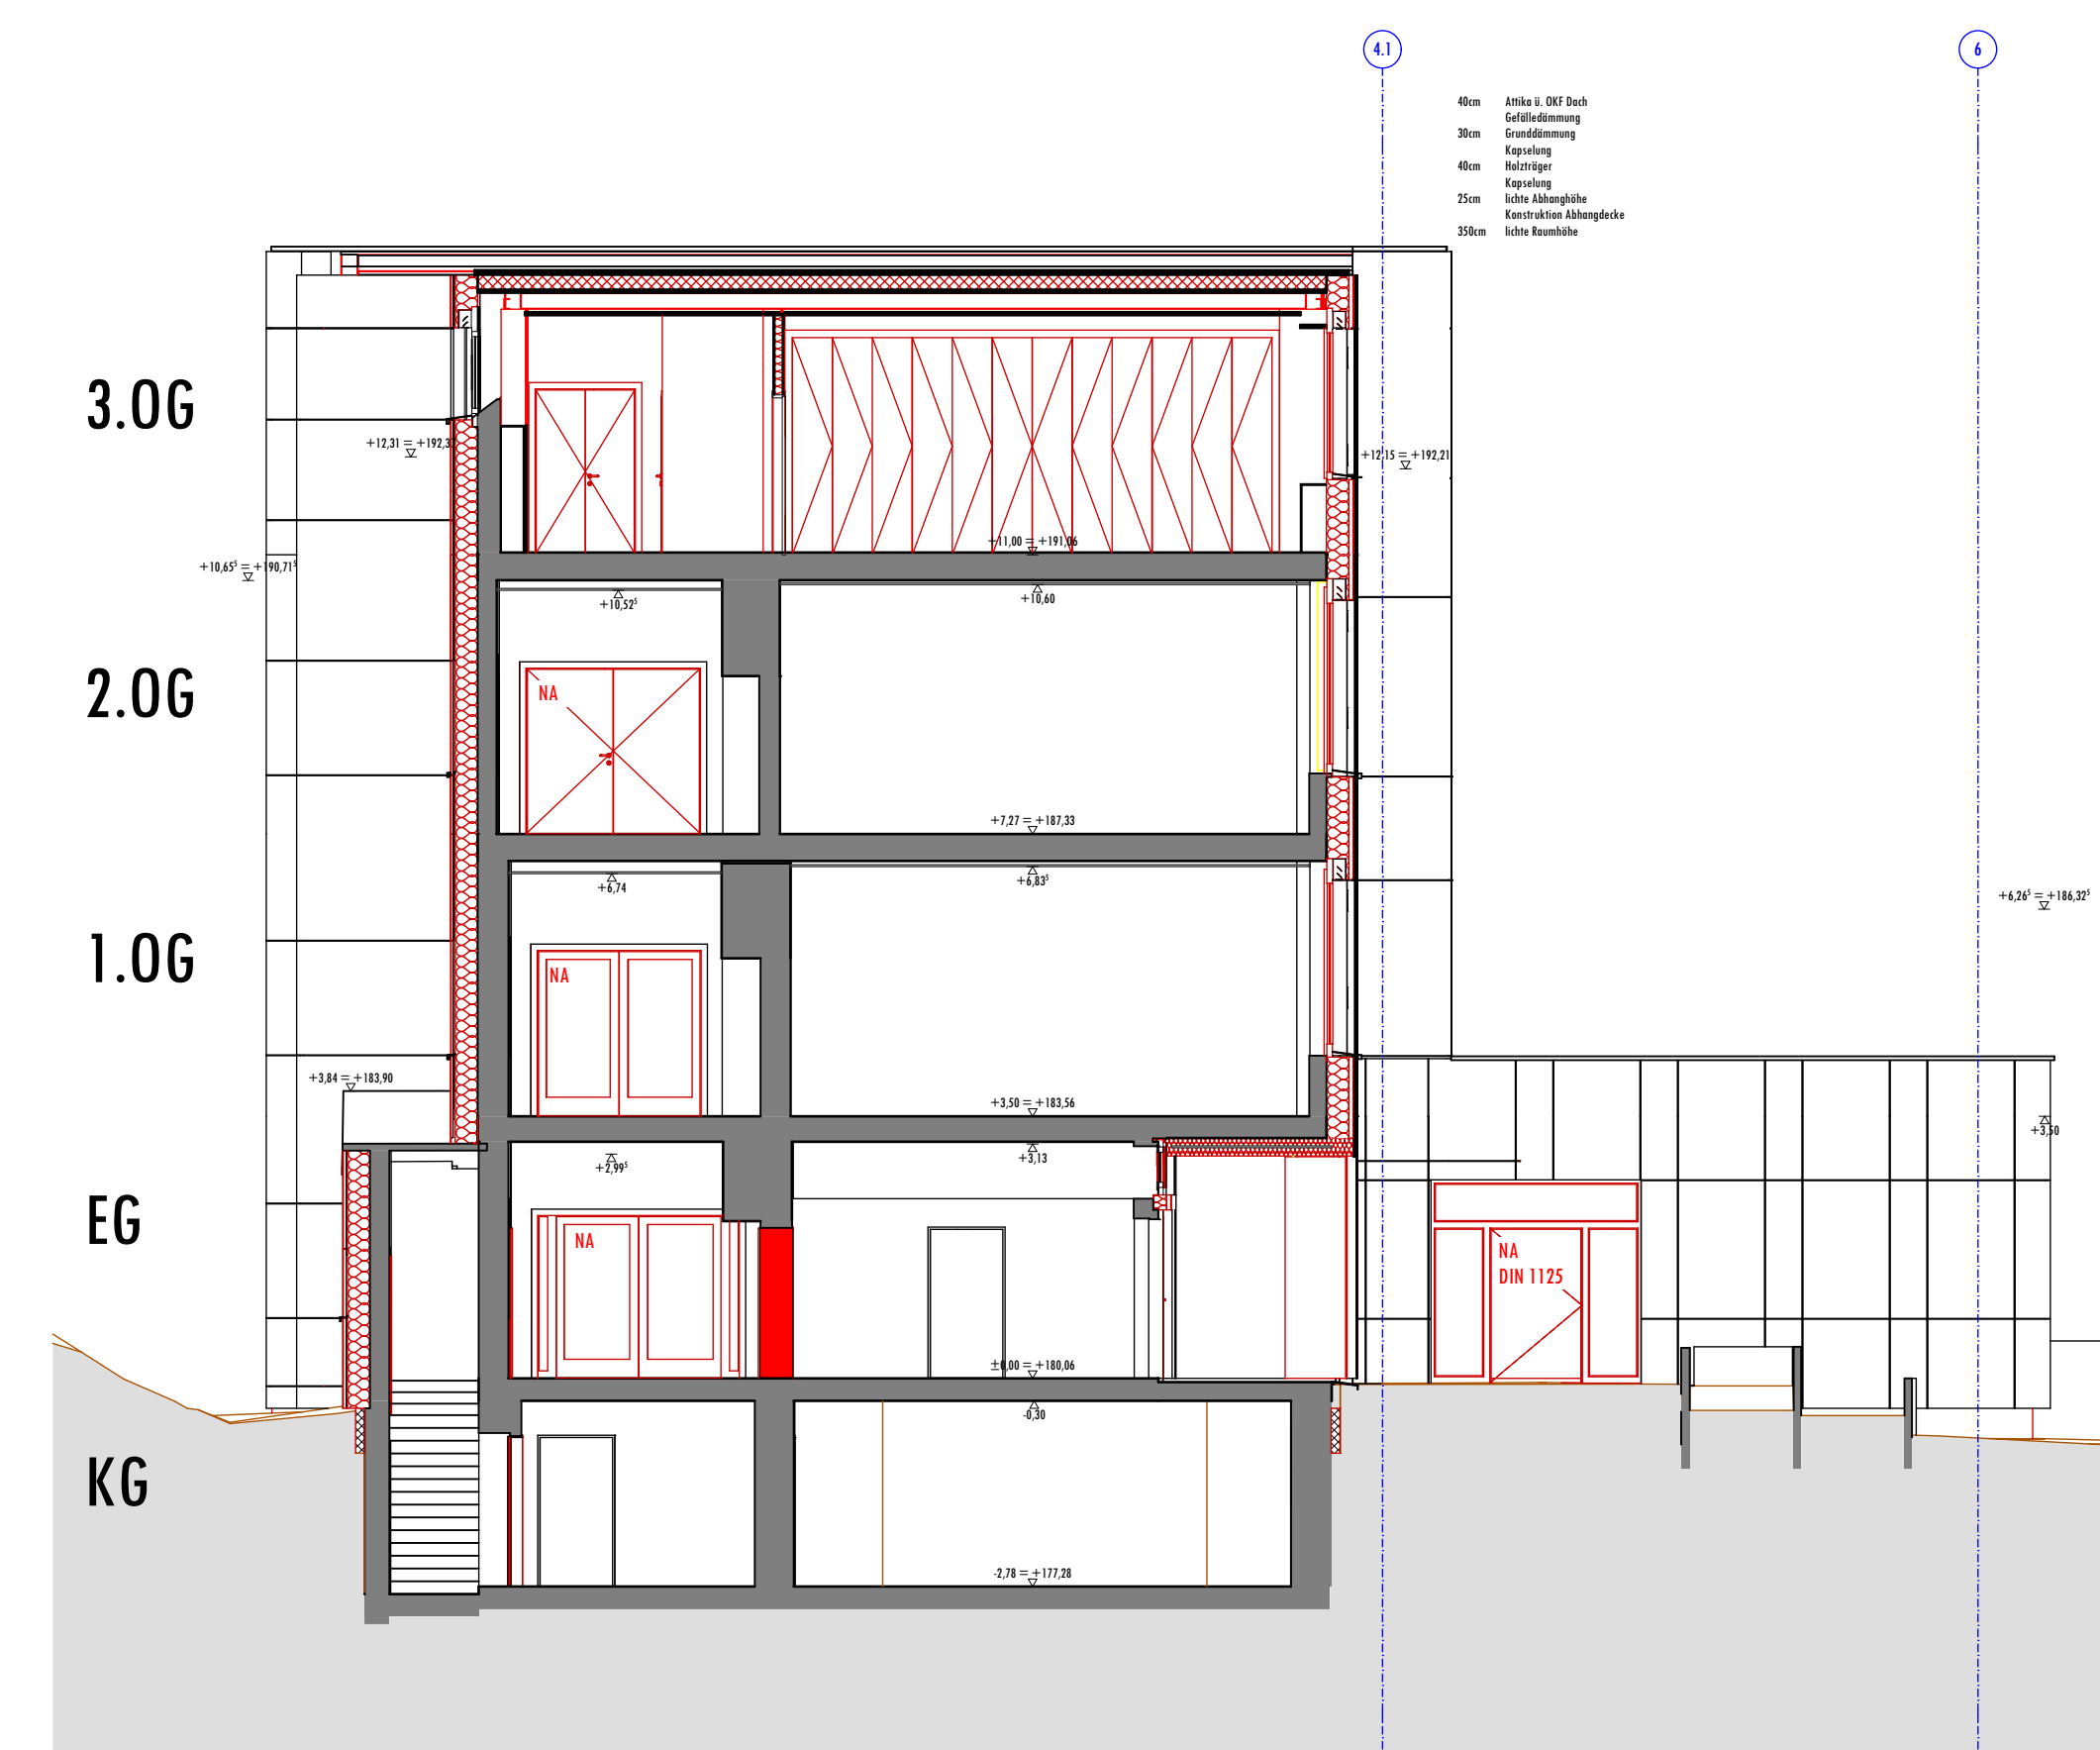 4.1
6
40cm Attika ü. OKF Dach
Gefälledämmung
30cm Grunddämmung
Kapselung
40cm Holzträger
Kapselung
25cm lichte Abhanghöhe
Konstruktion Abhangdecke
350cm lichte Raumhöhe
3.OG
+12,31 = +192,37
+12,15 = +192,21
+11,00 = +191,06
+10,65⁵ = +190,71⁵
+10,52⁵
+10,60
2.OG
NA
+7,27 = +187,33
+6,74
+6,83⁵
+6,26⁵ = +186,32⁵
1.OG
NA
+3,84 = +183,90
+3,50 = +183,56
+3,50
+2,99⁵
+3,13
EG
NA
NA
DIN 1125
±0,00 = +180,06
-0,30
KG
-2,78 = +177,28